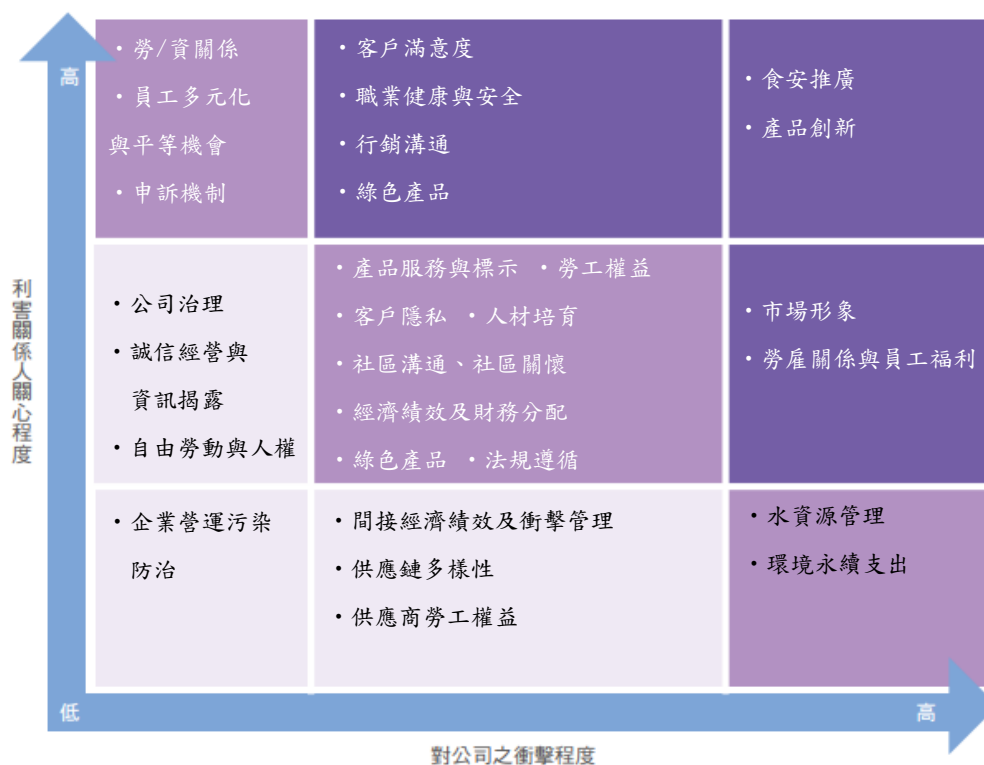 高
・勞/資關係
・員工多元化
與平等機會
・申訴機制
・客戶滿意度
・職業健康與安全
・行銷溝通
・綠色產品
・食安推廣
・產品創新
利害關係人關心程度
・公司治理
・誠信經營與
資訊揭露
・自由勞動與人權
・產品服務與標示 ・勞工權益
・客戶隱私 ・人材培育
・社區溝通、社區關懷
・經濟績效及財務分配
・綠色產品 ・法規遵循
・市場形象
・勞雇關係與員工福利
・企業營運污染
防治
・間接經濟績效及衝擊管理
・供應鏈多樣性
・供應商勞工權益
・水資源管理
・環境永續支出
低
高
對公司之衝擊程度